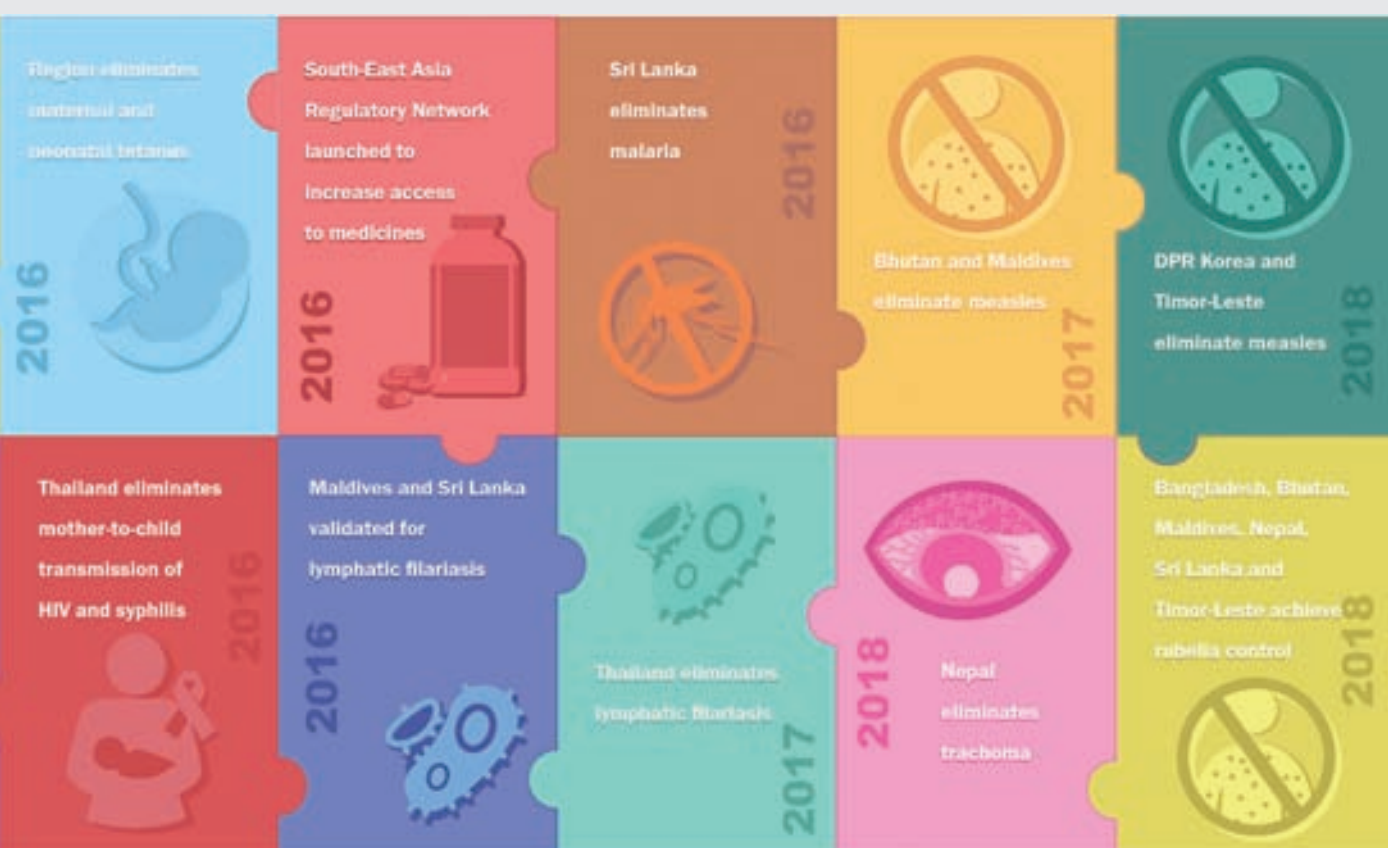 Region eliminates
maternal and
neonatal tetanus
2016
South-East Asia
Regulatory Network
launched to
increase access
to medicines
2016
Sri Lanka
eliminates
malaria
2016
Bhutan and Maldives
eliminate measles
2017
DPR Korea and
Timor-Leste
eliminate measles
2018
Thailand eliminates
mother-to-child
transmission of
HIV and syphilis
2016
Maldives and Sri Lanka
validated for
lymphatic filariasis
2016
Thailand eliminates
lymphatic filariasis
2017
2018
Nepal
eliminates
trachoma
Bangladesh, Bhutan,
Maldives, Nepal,
Sri Lanka and
Timor-Leste achieve
rubella control
2018